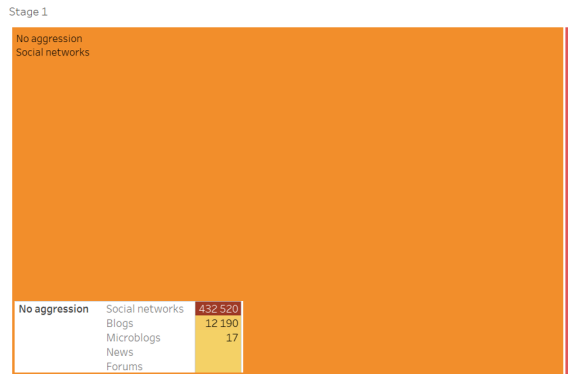 Stage 1
No aggression
Social networks
No aggression Social networks 432 520
Blogs 12 190
Microblogs 17
News
Forums